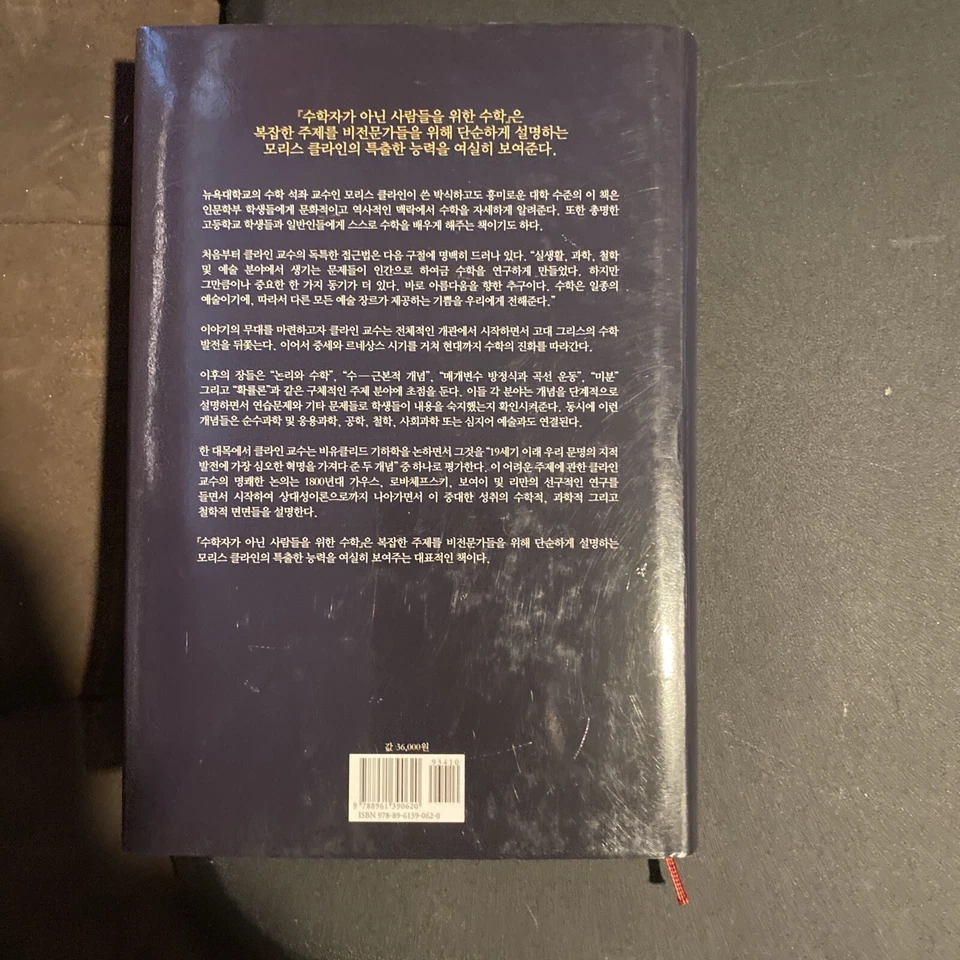 『수학자가 아닌 사람들을 위한 수학』은
복잡한 주제를 비전문가들을 위해 단순하게 설명하는
모리스 클라인의 특출한 능력을 여실히 보여준다.
뉴욕대학교의 수학 석좌 교수인 모리스 클라인이 쓴 박식하고도 흥미로운 대학 수준의 이 책은
인문학부 학생들에게 문화적이고 역사적인 맥락에서 수학을 자세하게 알려준다. 또한 총명한
고등학교 학생들과 일반인들에게 스스로 수학을 배우게 해주는 책이기도 하다.
처음부터 클라인 교수의 독특한 접근법은 다음 구절에 명백히 드러나 있다. “실생활, 과학, 철학
및 예술 분야에서 생기는 문제들이 인간으로 하여금 수학을 연구하게 만들었다. 하지만
그만큼이나 중요한 한 가지 동기가 더 있다. 바로 아름다움을 향한 추구이다. 수학은 일종의
예술이기에, 따라서 다른 모든 예술 장르가 제공하는 기쁨을 우리에게 전해준다.”
이야기의 무대를 마련하고자 클라인 교수는 전체적인 개관에서 시작하면서 고대 그리스의 수학
발전을 뒤쫓는다. 이어서 중세와 르네상스 시기를 거쳐 현대까지 수학의 진화를 따라간다.
이후의 장들은 “논리와 수학”, “수—근본적 개념”, “매개변수 방정식과 곡선 운동”, “미분”
그리고 “확률론”과 같은 구체적인 주제 분야에 초점을 둔다. 이들 각 분야는 개념을 단계적으로
설명하면서 연습문제와 기타 문제들로 학생들이 내용을 숙지했는지 확인시켜준다. 동시에 이런
개념들은 순수과학 및 응용과학, 공학, 철학, 사회과학 또는 심지어 예술과도 연결된다.
한 대목에서 클라인 교수는 비유클리드 기하학을 논하면서 그것을 “19세기 이래 우리 문명의 지적
발전에 가장 심오한 혁명을 가져다 준 두 개념” 중 하나로 평가한다. 이 어려운 주제에 관한 클라인
교수의 명쾌한 논의는 1800년대 가우스, 로바체프스키, 보여이 및 리만의 선구적인 연구를
들면서 시작하여 상대성이론으로까지 나아가면서 이 중대한 성취의 수학적, 과학적 그리고
철학적 면면들을 설명한다.
『수학자가 아닌 사람들을 위한 수학』은 복잡한 주제를 비전문가들을 위해 단순하게 설명하는
모리스 클라인의 특출한 능력을 여실히 보여주는 대표적인 책이다.
값 36,000원
93410
9 788961 390620
ISBN 978-89-6139-062-0